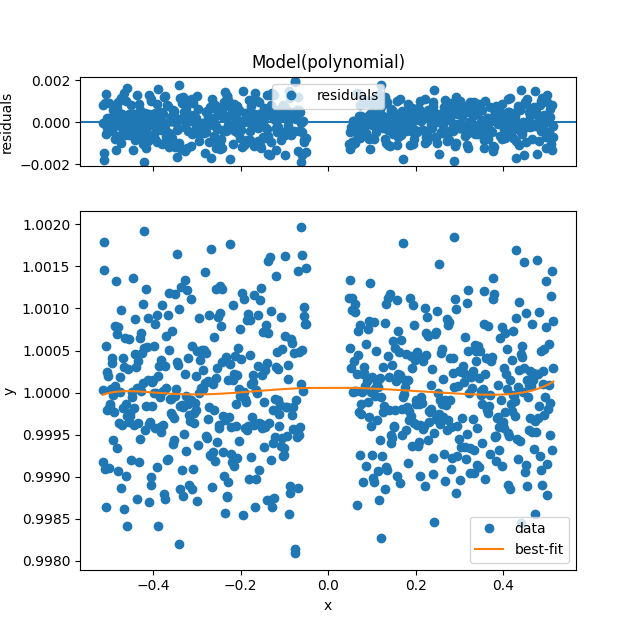 Model(polynomial)
0.002
0.000
−0.002
residuals
residuals
1.0020
1.0015
1.0010
1.0005
1.0000
0.9995
0.9990
0.9985
0.9980
y
data
best-fit
−0.4
−0.2
0.0
0.2
0.4
x